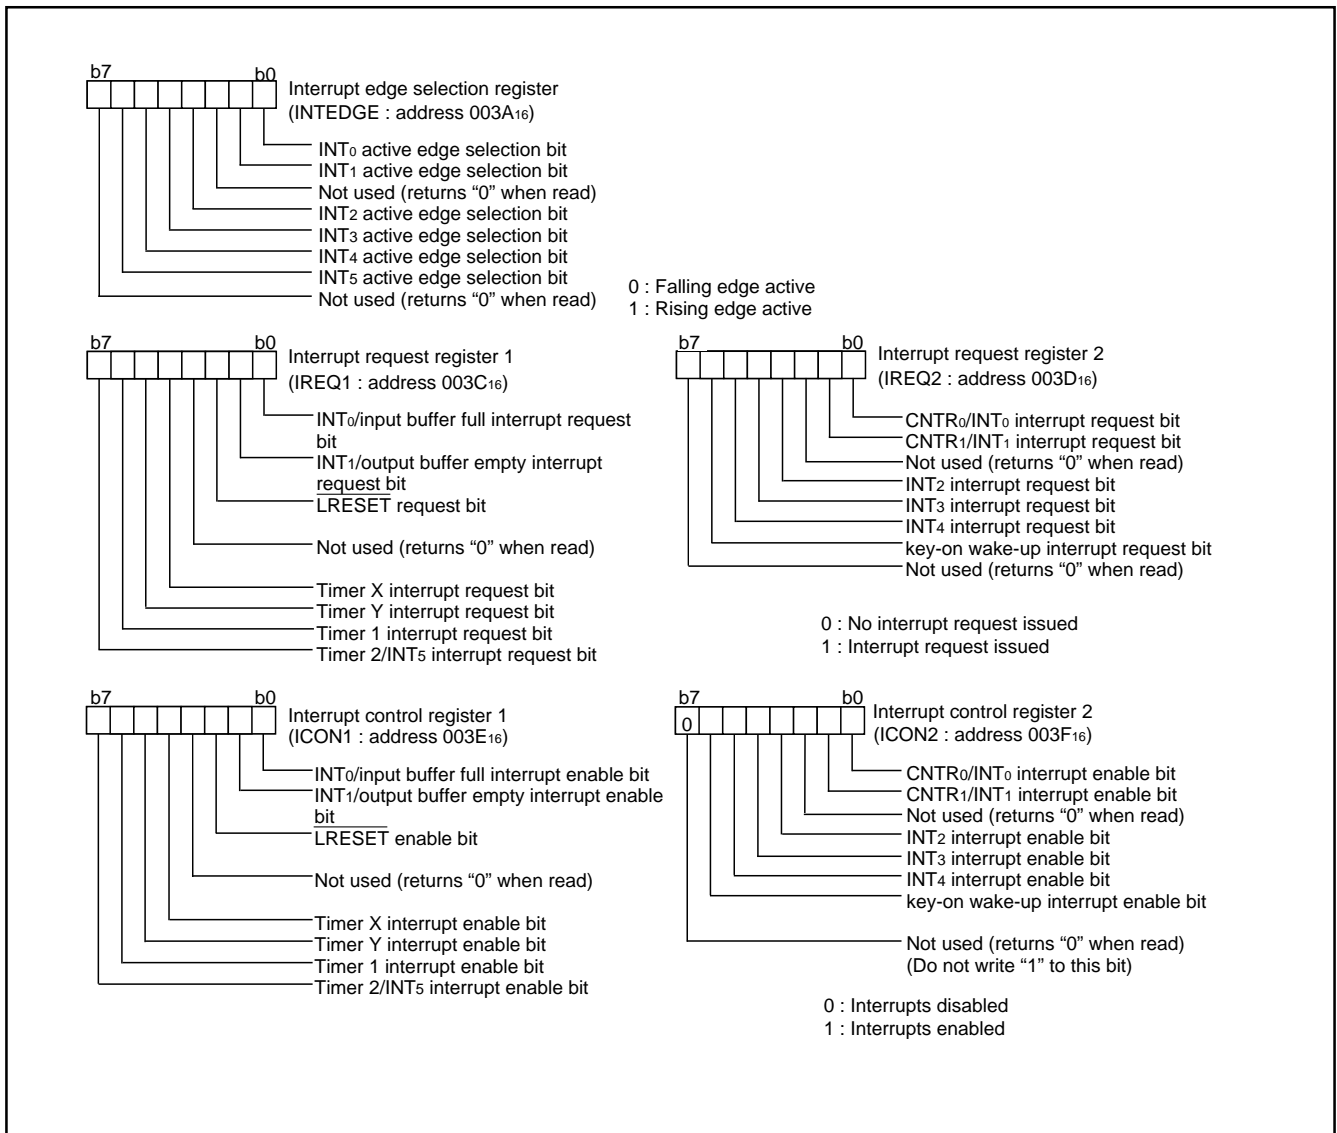 b7 b0
Interrupt edge selection register
(INTEDGE : address 003A16)
INT0 active edge selection bit
INT1 active edge selection bit
Not used (returns “0” when read)
INT2 active edge selection bit
INT3 active edge selection bit
INT4 active edge selection bit
INT5 active edge selection bit
Not used (returns “0” when read)
0 : Falling edge active
1 : Rising edge active
b7 b0
Interrupt request register 1
(IREQ1 : address 003C16)
INT0/input buffer full interrupt request
bit
INT1/output buffer empty interrupt
request bit
LRESET request bit
Not used (returns “0” when read)
Timer X interrupt request bit
Timer Y interrupt request bit
Timer 1 interrupt request bit
Timer 2/INT5 interrupt request bit
b7 b0
Interrupt request register 2
(IREQ2 : address 003D16)
CNTR0/INT0 interrupt request bit
CNTR1/INT1 interrupt request bit
Not used (returns “0” when read)
INT2 interrupt request bit
INT3 interrupt request bit
INT4 interrupt request bit
key-on wake-up interrupt request bit
Not used (returns “0” when read)
0 : No interrupt request issued
1 : Interrupt request issued
b7 b0
Interrupt control register 1
(ICON1 : address 003E16)
INT0/input buffer full interrupt enable bit
INT1/output buffer empty interrupt enable
bit
LRESET enable bit
Not used (returns “0” when read)
Timer X interrupt enable bit
Timer Y interrupt enable bit
Timer 1 interrupt enable bit
Timer 2/INT5 interrupt enable bit
b7 b0
0
Interrupt control register 2
(ICON2 : address 003F16)
CNTR0/INT0 interrupt enable bit
CNTR1/INT1 interrupt enable bit
Not used (returns “0” when read)
INT2 interrupt enable bit
INT3 interrupt enable bit
INT4 interrupt enable bit
key-on wake-up interrupt enable bit
Not used (returns “0” when read)
(Do not write “1” to this bit)
0 : Interrupts disabled
1 : Interrupts enabled